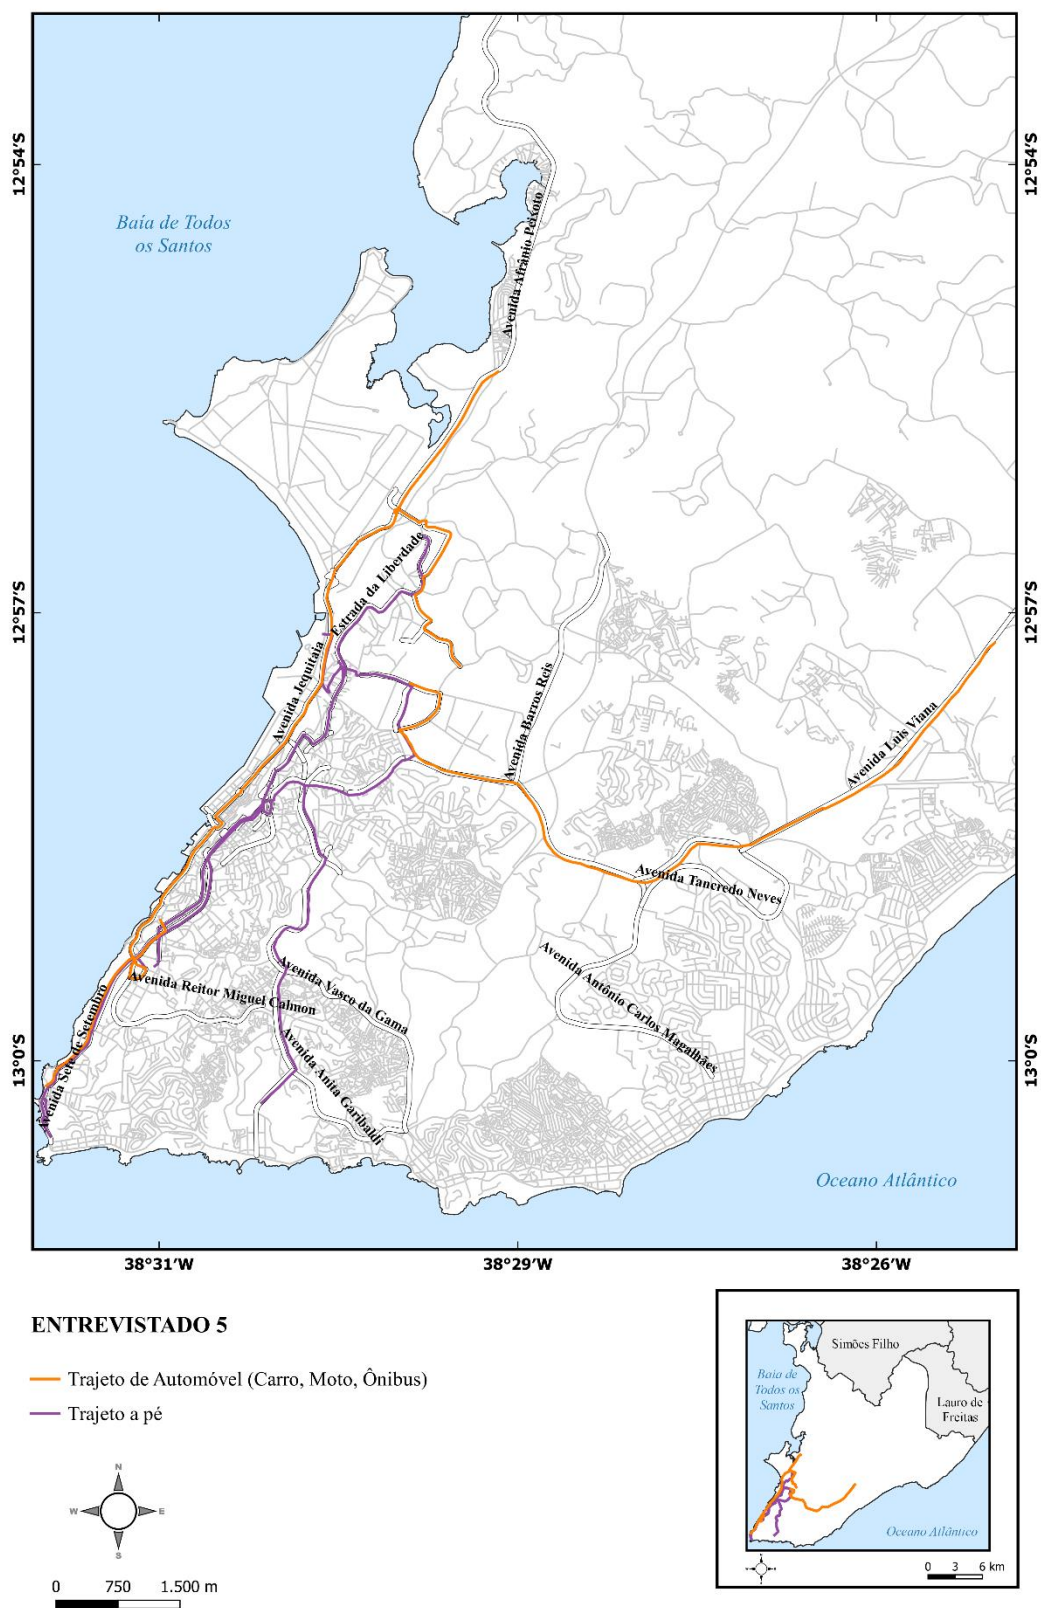 12°54'S
12°54'S
Baía de Todos
os Santos
Avenida Afrânio Peixoto
Estrada da Liberdade
12°57'S
12°57'S
Avenida Jequitaia
Avenida Barros Reis
Avenida Luis Viana
Avenida Tancredo Neves
Avenida Reitor Miguel Calmon
Avenida Vasco da Gama
Avenida Antônio Carlos Magalhães
Avenida Sete de Setembro
Avenida Anita Garibaldi
13°0'S
13°0'S
Oceano Atlântico
38°31'W
38°29'W
38°26'W
ENTREVISTADO 5
Trajeto de Automóvel (Carro, Moto, Ônibus)
Trajeto a pé
N
W
E
S
0 750 1.500 m
Simões Filho
Baía de
Todos os
Santos
Lauro de
Freitas
Oceano Atlântico
0 3 6 km